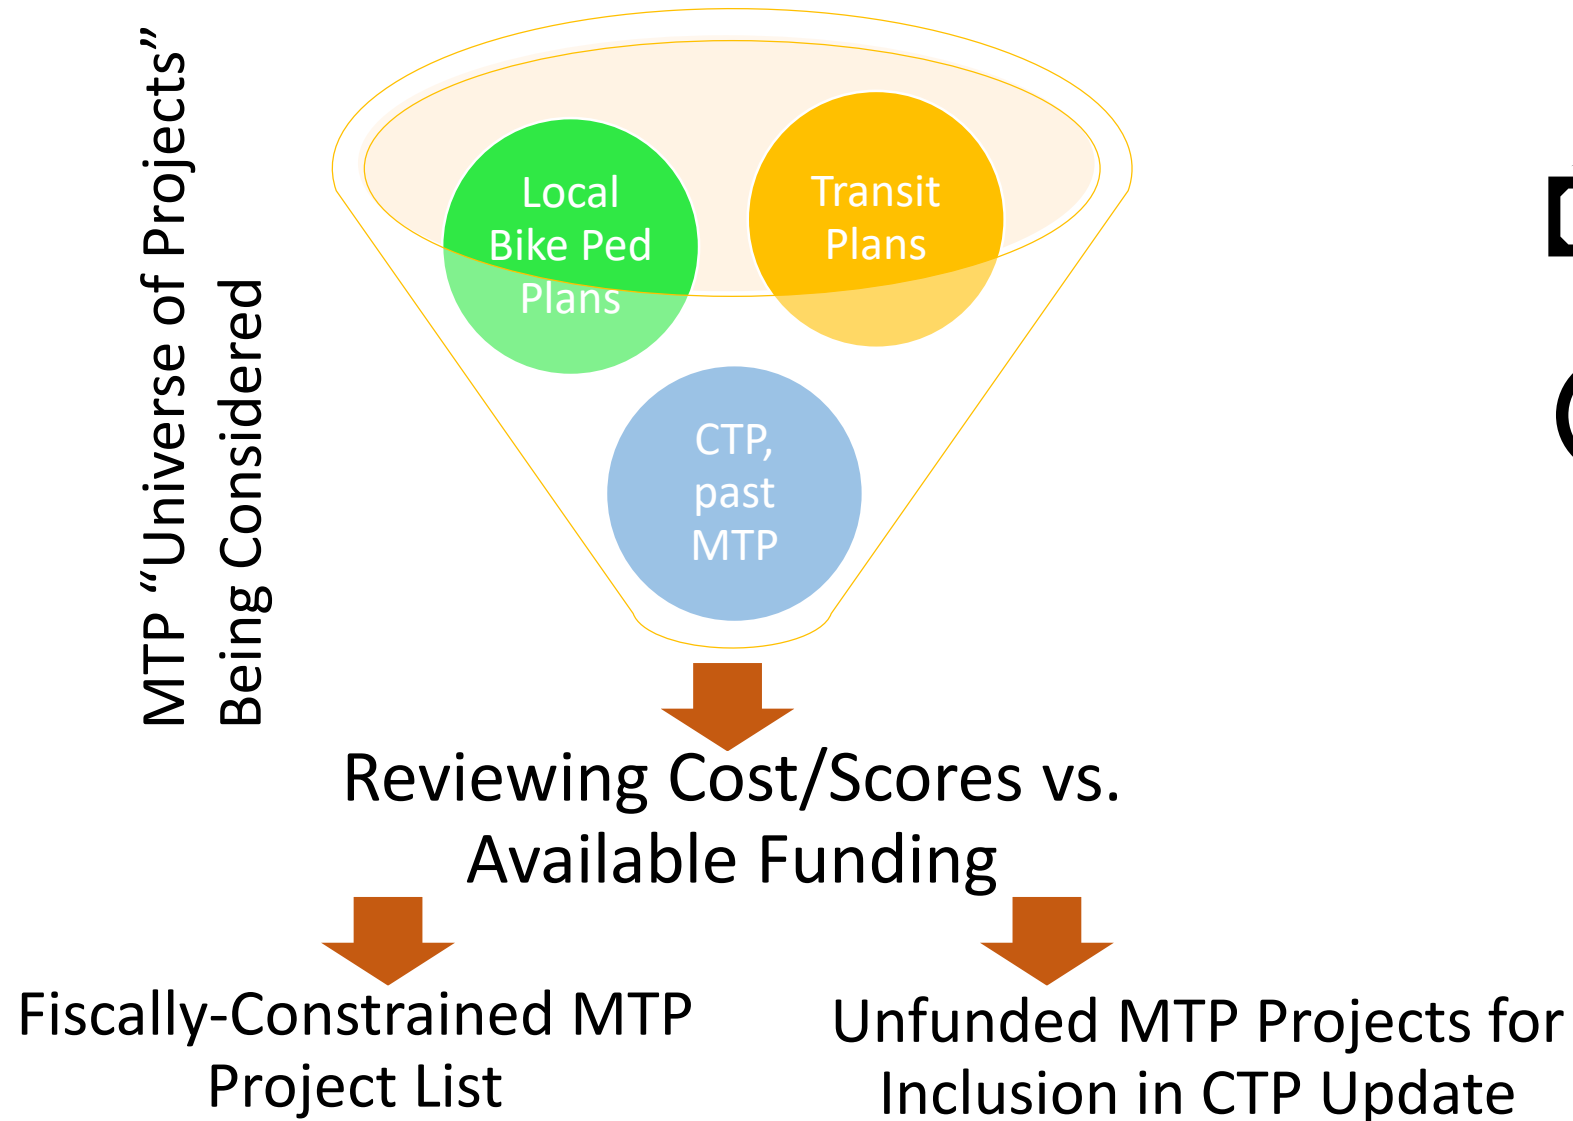 MTP “Universe of Projects”
Being Considered
Local
Bike Ped
Plans
Transit
Plans
CTP,
past
MTP
Reviewing Cost/Scores vs.
Available Funding
Fiscally-Constrained MTP
Project List
Unfunded MTP Projects for
Inclusion in CTP Update